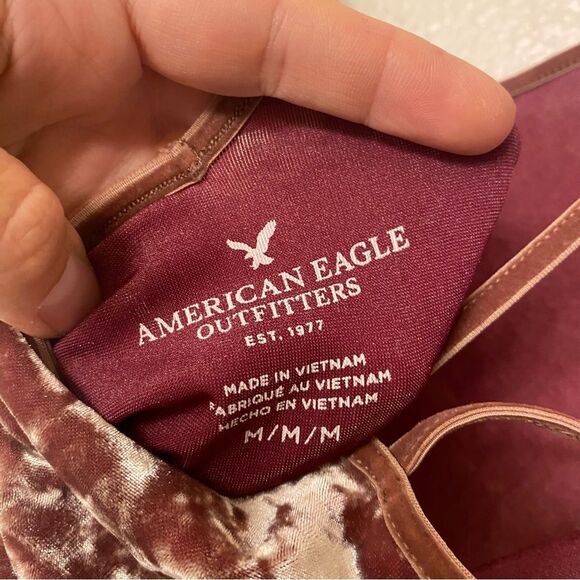 AMERICAN EAGLE
OUTFITTERS
EST. 1977
MADE IN VIETNAM
FABRIQUÉ AU VIETNAM
HECHO EN VIETNAM
M/M/M